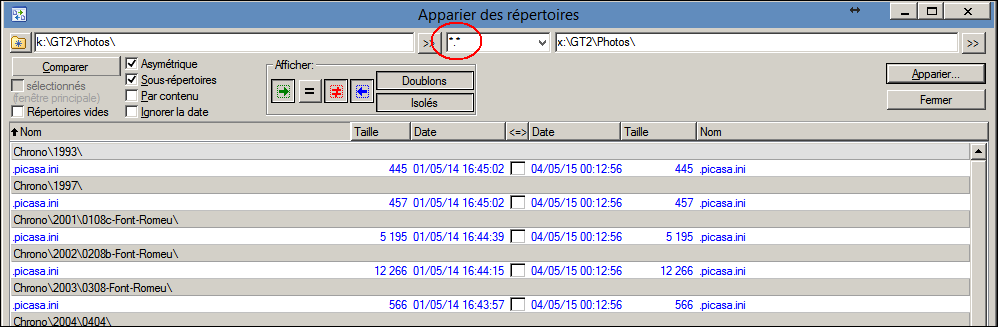 Apparier des répertoires
k:\GT2\Photos\ >> *.* x:\GT2\Photos\ >>
Comparer
sélectionnés
(fenêtre principale)
Répertoires vides
Asymétrique
Sous-répertoires
Par contenu
Ignorer la date
Afficher:
=
Doublons
Isolés
Apparier...
Fermer
Nom Taille Date <=> Date Taille Nom
Chrono\1993\
.picasa.ini 445 01/05/14 16:45:02 04/05/15 00:12:56 445 .picasa.ini
Chrono\1997\
.picasa.ini 457 01/05/14 16:45:02 04/05/15 00:12:56 457 .picasa.ini
Chrono\2001\0108c-Font-Romeu\
.picasa.ini 5 195 01/05/14 16:44:39 04/05/15 00:12:56 5 195 .picasa.ini
Chrono\2002\0208b-Font-Romeu\
.picasa.ini 12 266 01/05/14 16:44:15 04/05/15 00:12:56 12 266 .picasa.ini
Chrono\2003\0308-Font-Romeu\
.picasa.ini 566 01/05/14 16:43:57 04/05/15 00:12:56 566 .picasa.ini
Chrono\2004\0404\